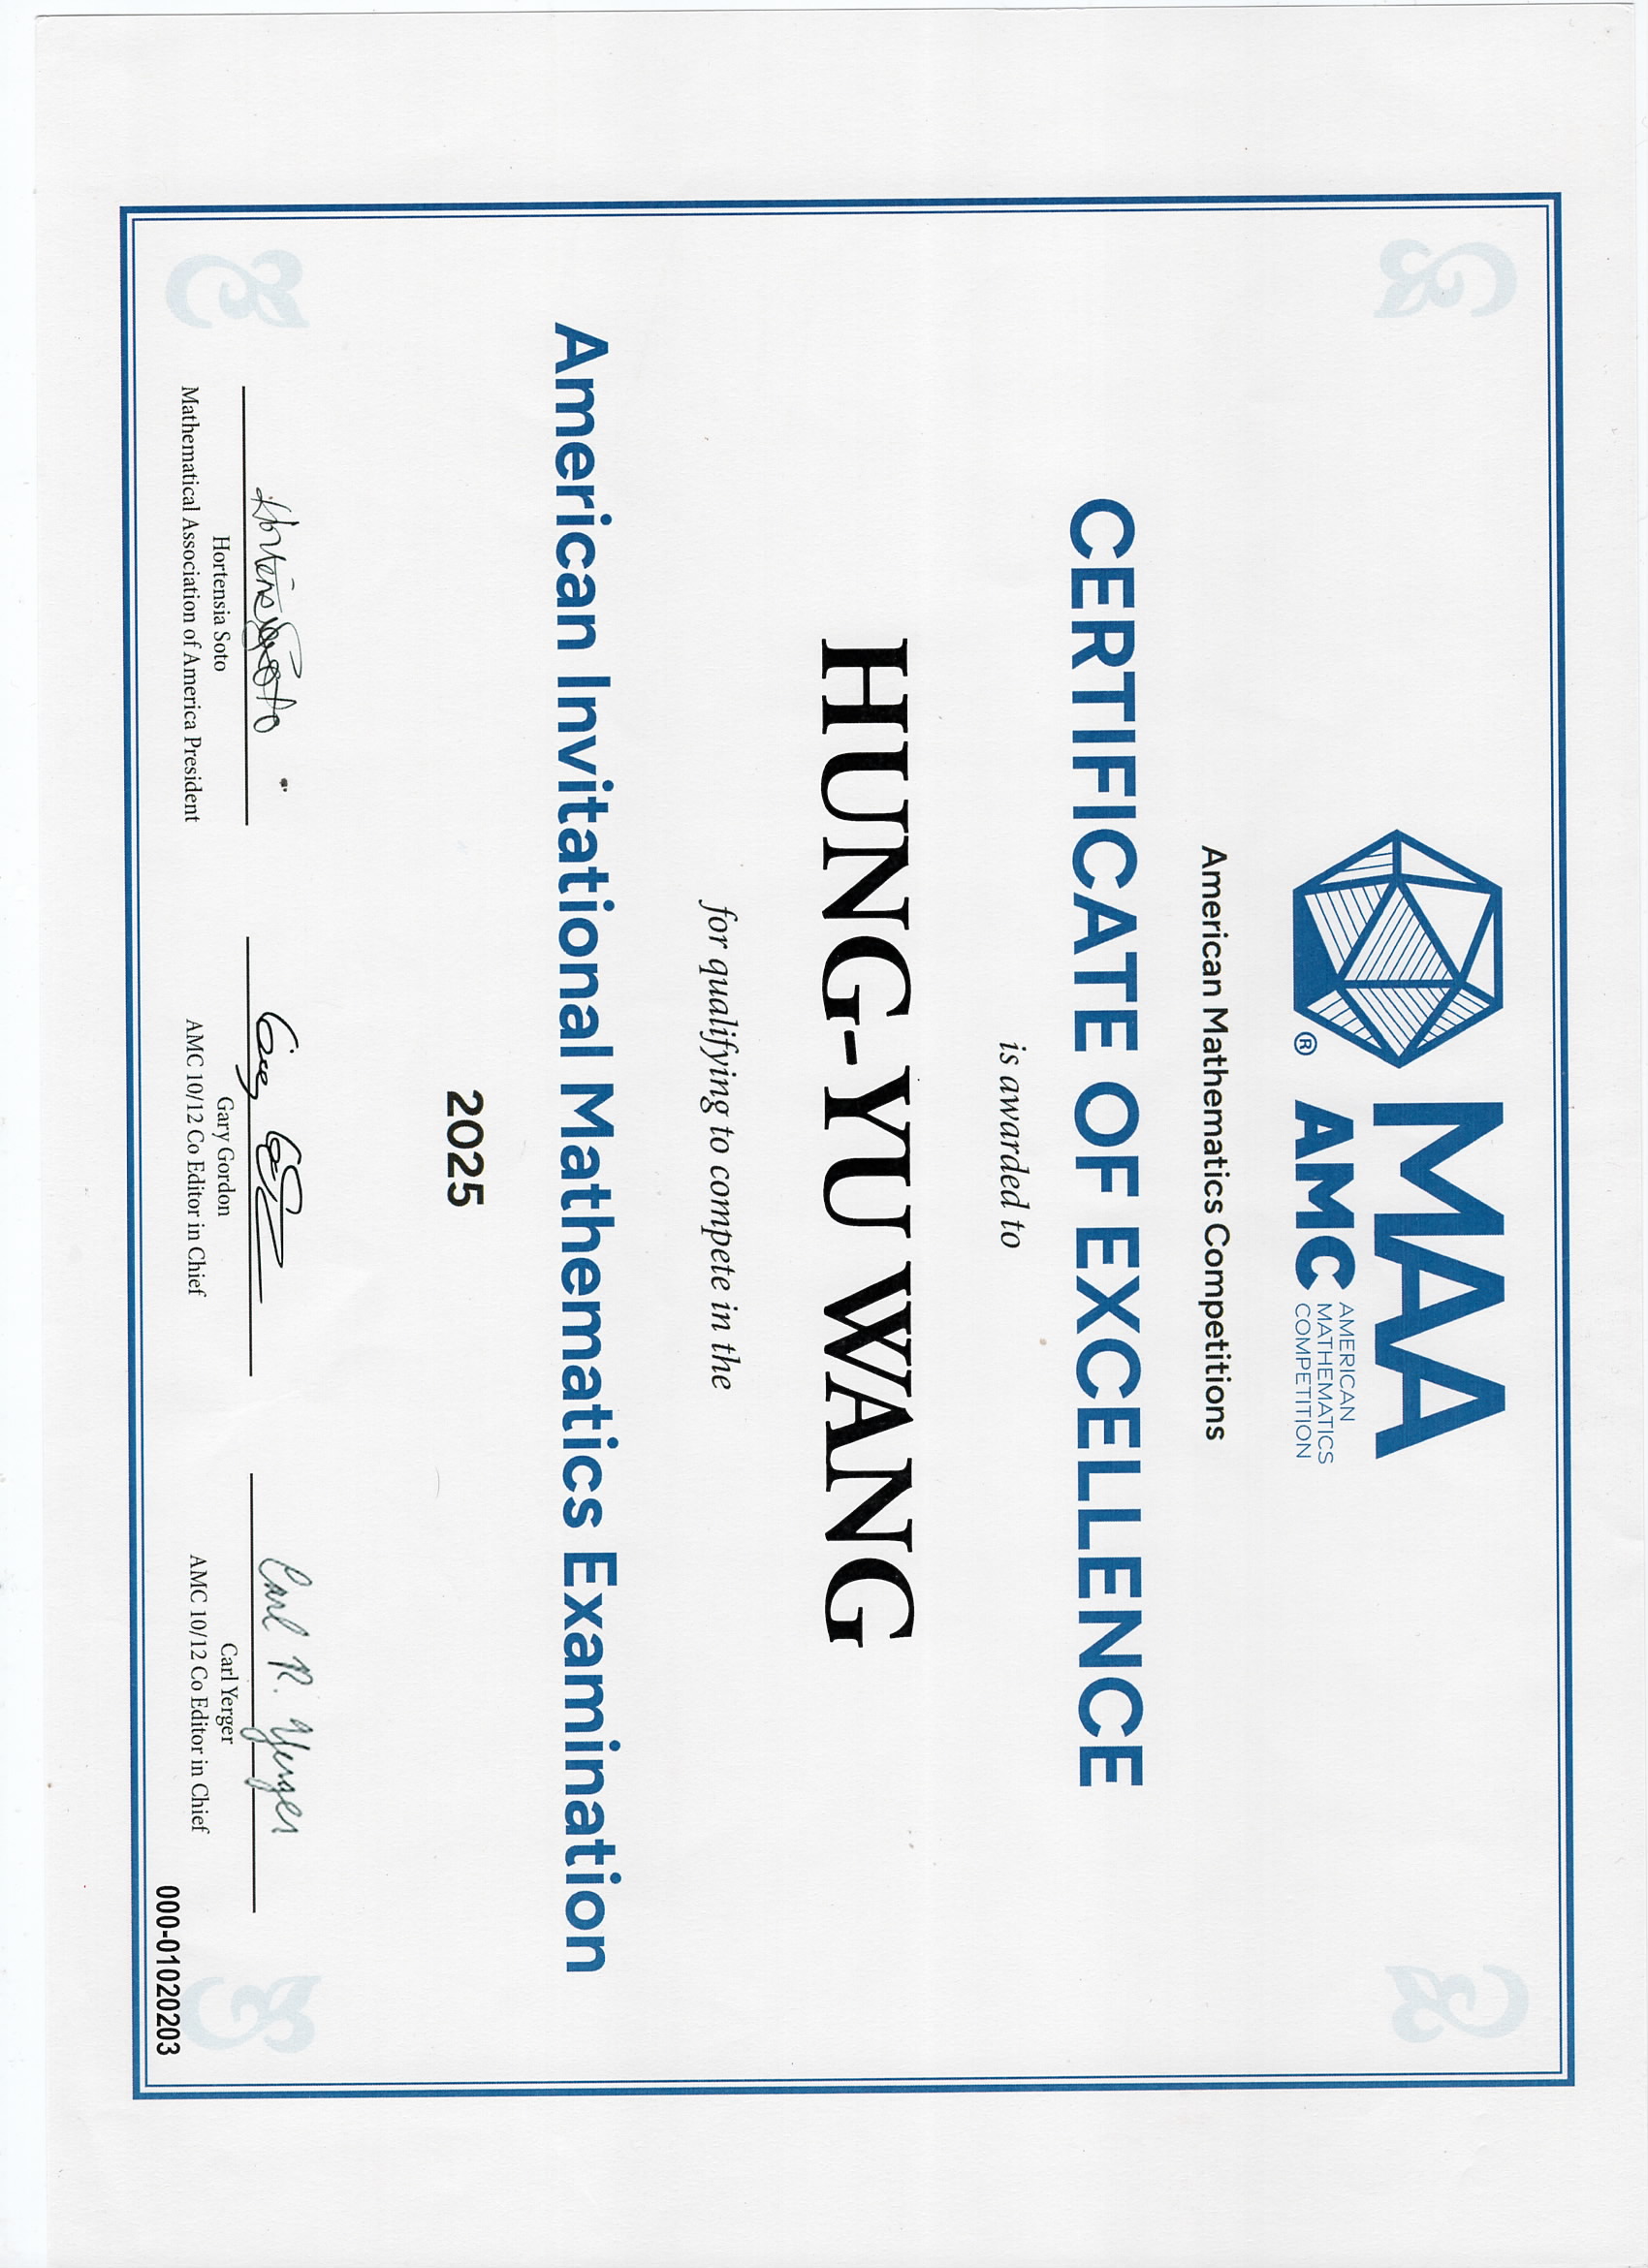 MAA
® AMC AMERICAN
MATHEMATICS
COMPETITION
American Mathematics Competitions
CERTIFICATE OF EXCELLENCE
is awarded to
HUNG-YU WANG
for qualifying to compete in the
American Invitational Mathematics Examination
2025
Hortensia Soto
Hortensia Soto
Mathematical Association of America President
Gary Gordon
AMC 10/12 Co Editor in Chief
Carl R. Yerger
Carl Yerger
AMC 10/12 Co Editor in Chief
000-01020203